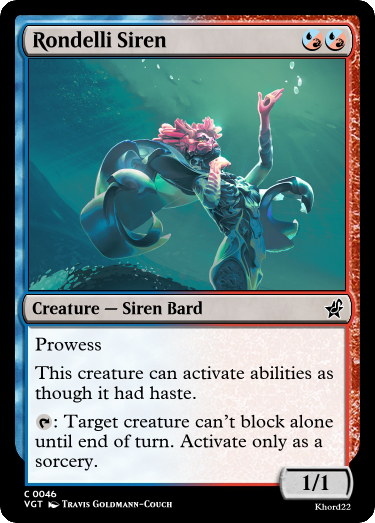 Rondelli Siren
Creature — Siren Bard
Prowess
This creature can activate abilities as
though it had haste.
: Target creature can't block alone
until end of turn. Activate only as a
sorcery.
1/1
C 0046
VGT Travis Goldmann-Couch
Khord22